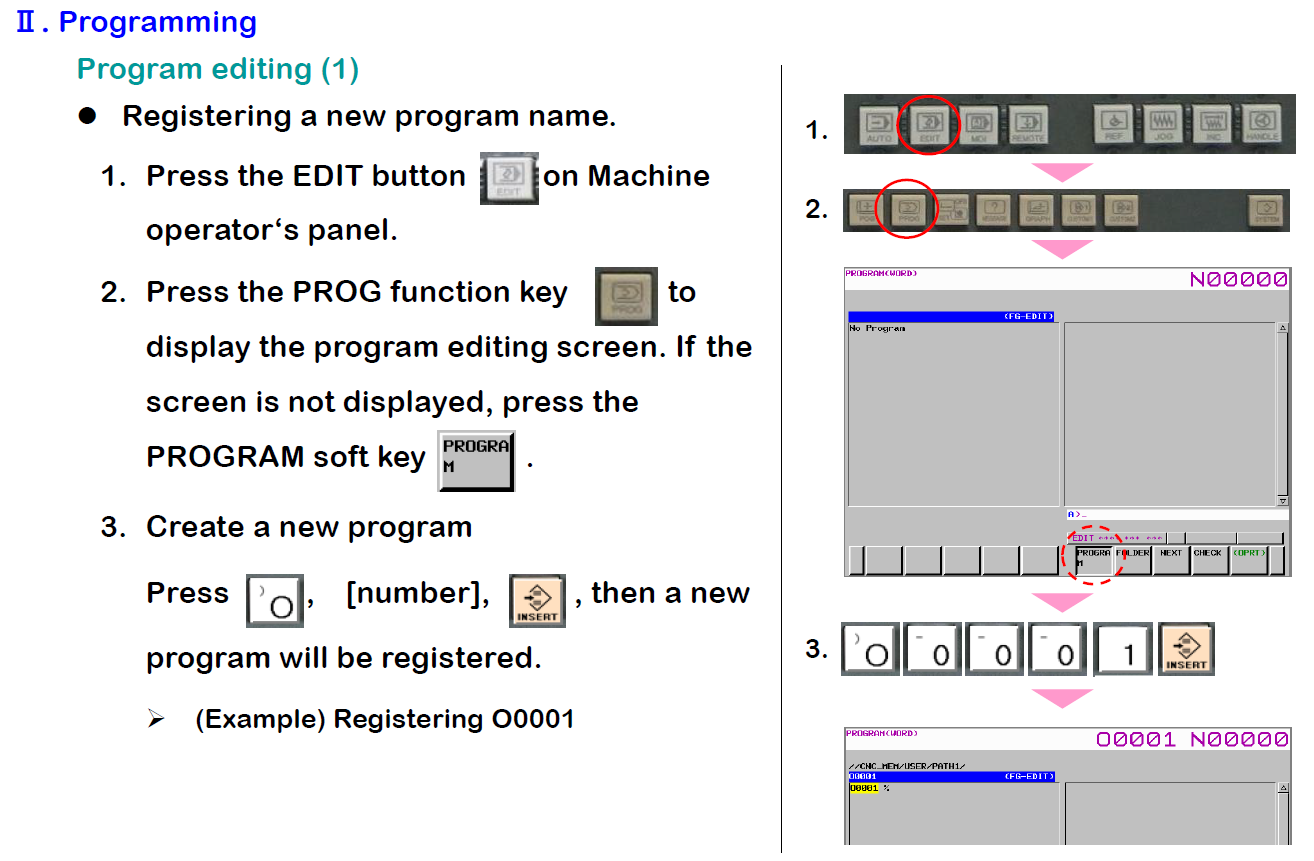 Ⅱ. Programming
Program editing (1)
● Registering a new program name.
1. Press the EDIT button EDIT on Machine
operator‘s panel.
2. Press the PROG function key PROG to
display the program editing screen. If the
screen is not displayed, press the
PROGRAM soft key PROGRA
M .
3. Create a new program
Press O, [number], INSERT , then a new
program will be registered.
➢ (Example) Registering O0001
1. AUTO EDIT MDI REMOTE REF JOG INC HANDLE
2. POS PROG MESSAGE GRAPH CUSTOM1 CUSTOM2 SYSTEM
PROGRAM(WORD)
N00000
(FG-EDIT)
No Program
A>_
EDIT **** *** ***
PROGRA
M FOLDER NEXT CHECK (OPRT)
3. O 0 0 0 1 INSERT
PROGRAM(WORD)
O0001 N00000
//CNC_MEM/USER/PATH1/
O0001 (FG-EDIT)
O0001 %